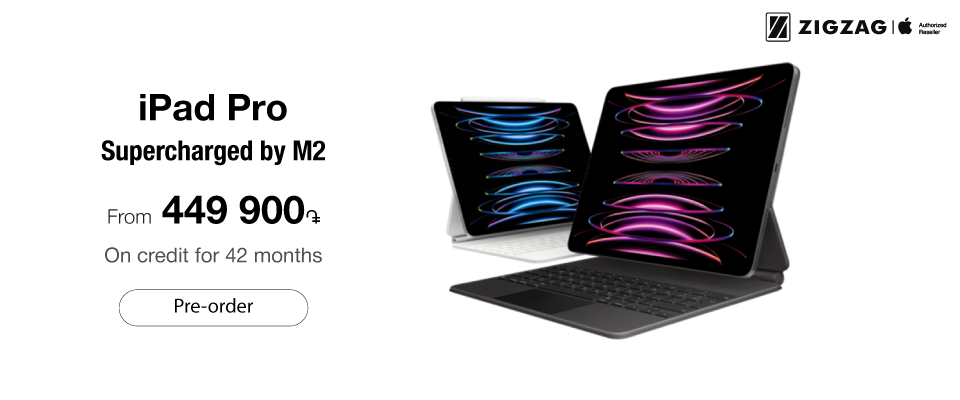 ZIGZAG | Authorized Reseller
iPad Pro
Supercharged by M2
From 449 900֏
On credit for 42 months
Pre-order